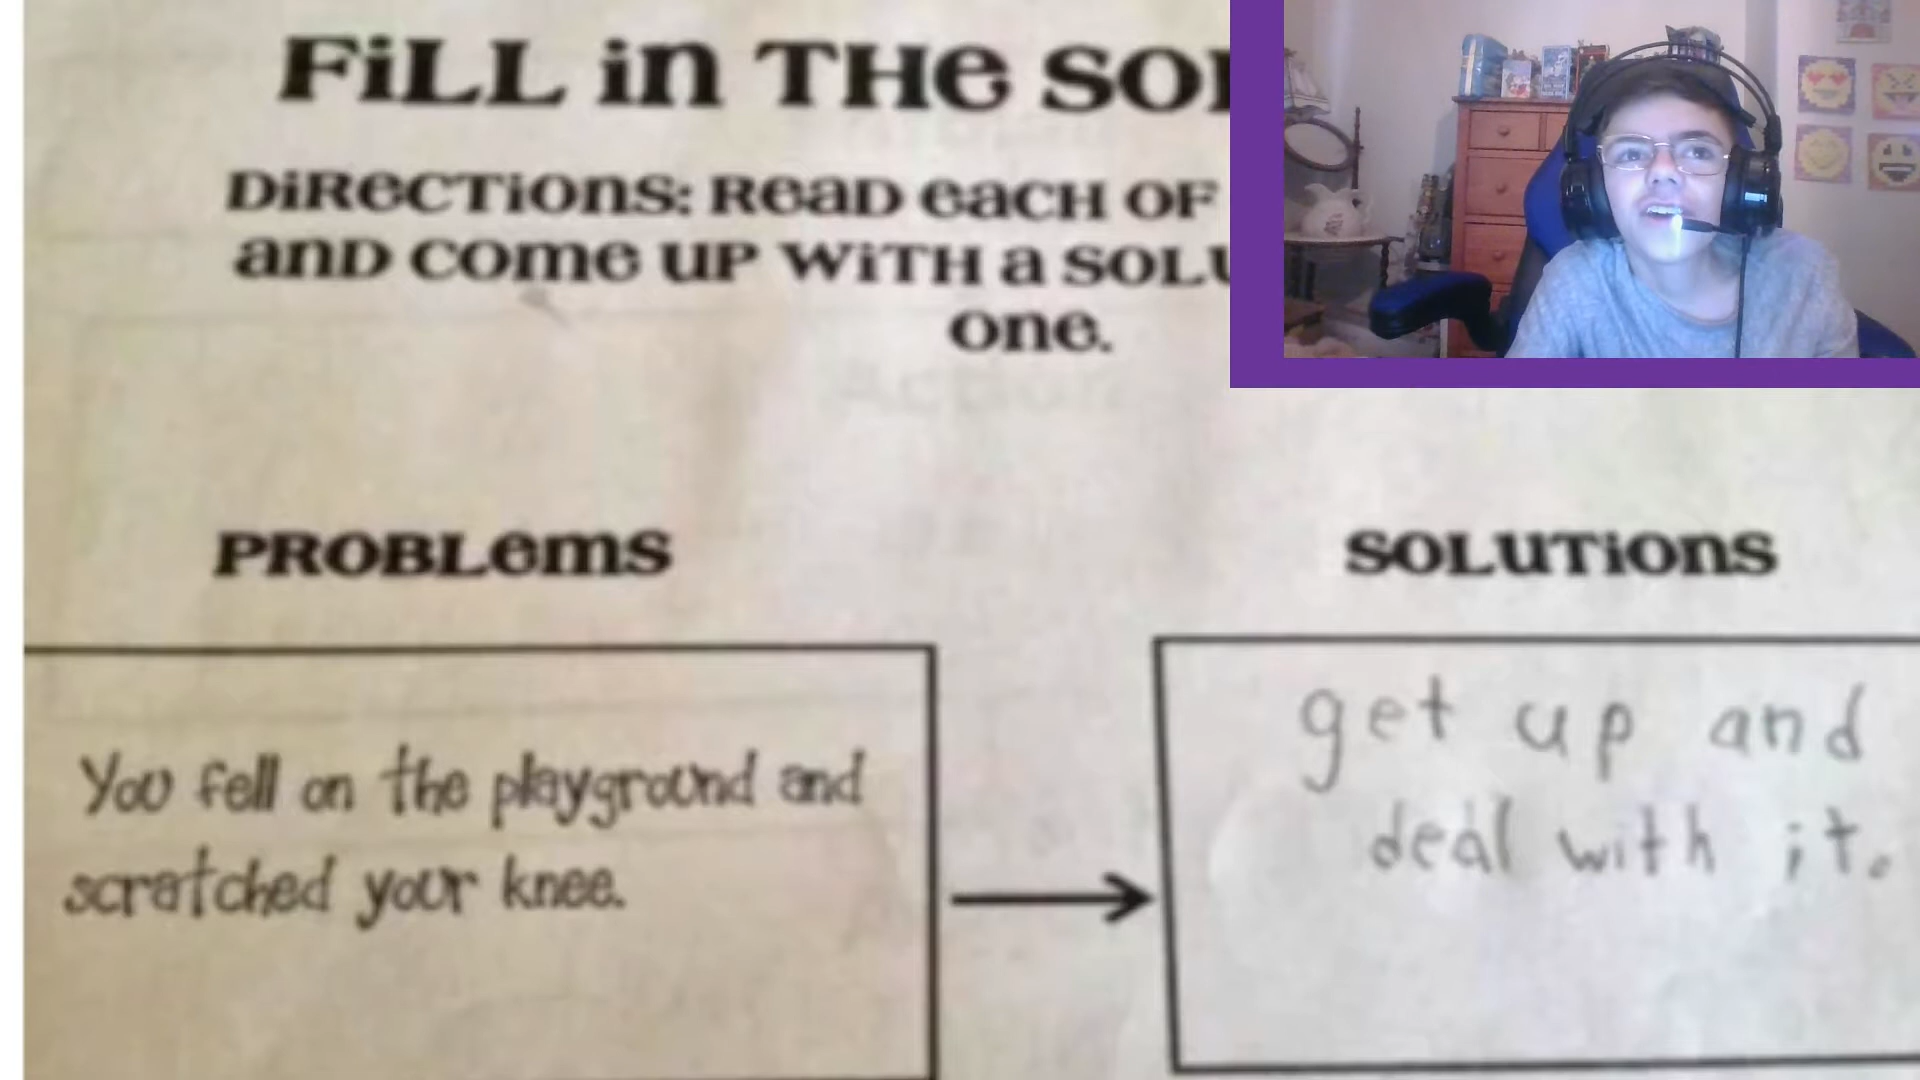 FiLL in THe SO
DiRECTiOnS: ReaD eaCH OF
anD COme uP WiTH a SOLU
One.
PROBLems
SOLuTiOnS
You fell on the playground and
scratched your knee.
get up and
deal with it.